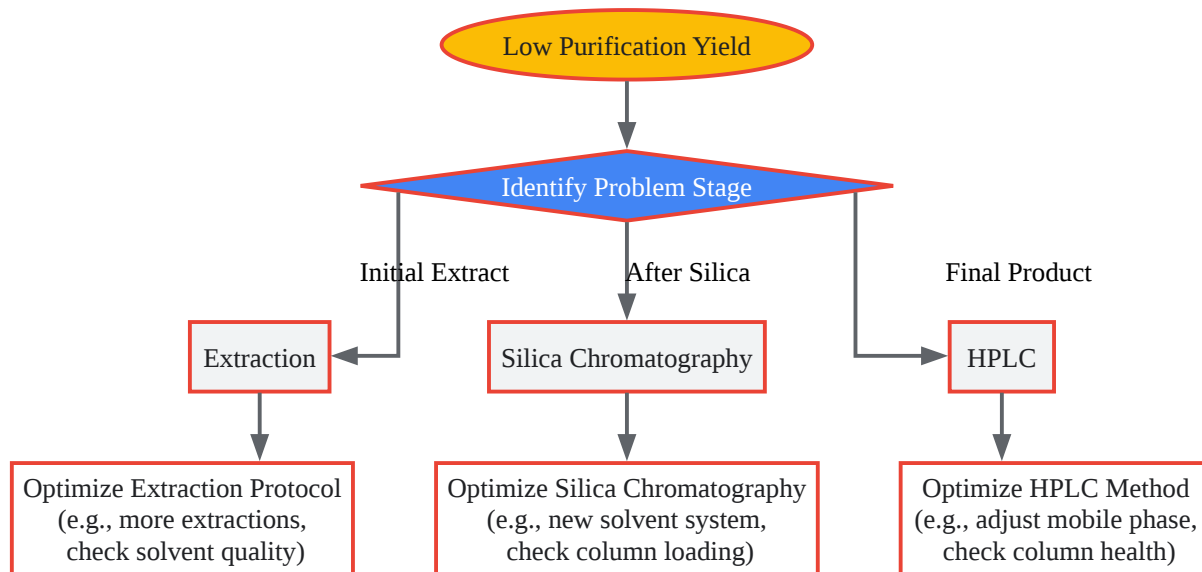 Low Purification Yield
Identify Problem Stage
Initial Extract
After Silica
Final Product
Extraction
Silica Chromatography
HPLC
Optimize Extraction Protocol
(e.g., more extractions,
check solvent quality)
Optimize Silica Chromatography
(e.g., new solvent system,
check column loading)
Optimize HPLC Method
(e.g., adjust mobile phase,
check column health)